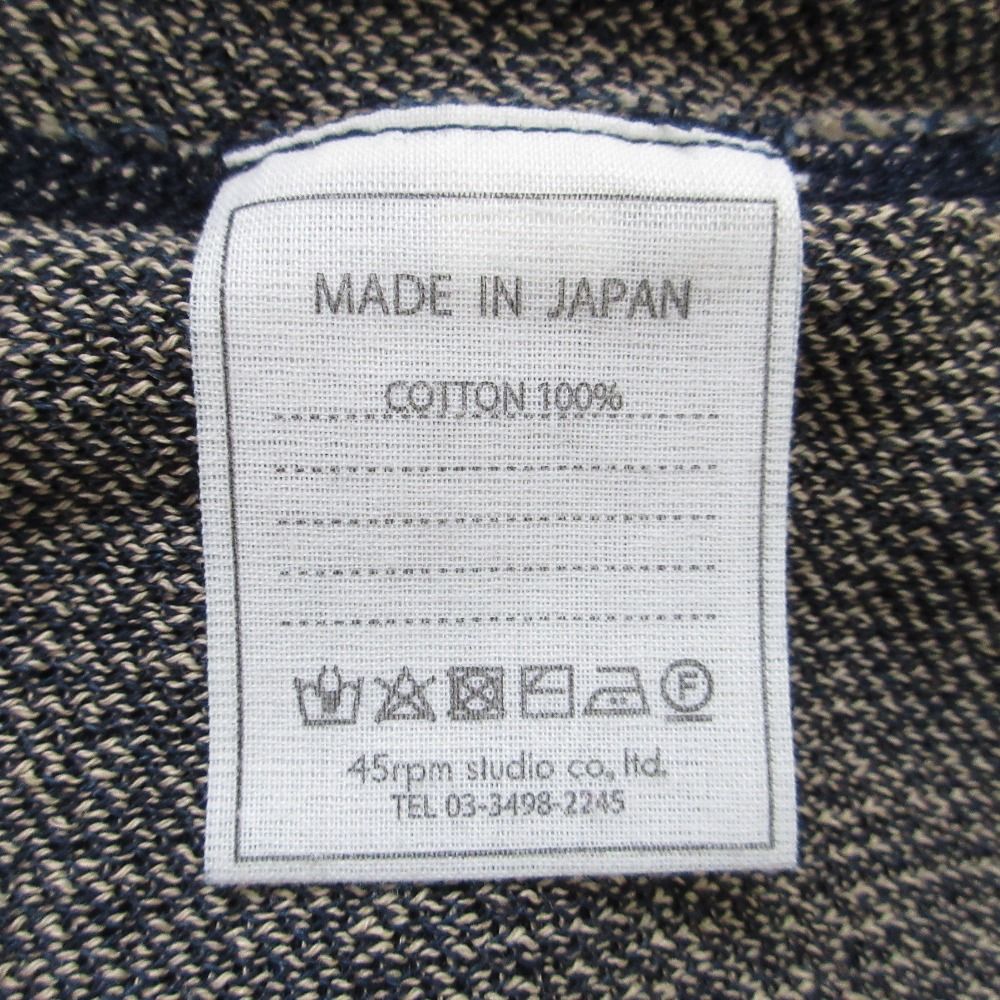 MADE IN JAPAN
COTTON 100%
F
45rpm studio co., ltd.
TEL 03-3498-2245